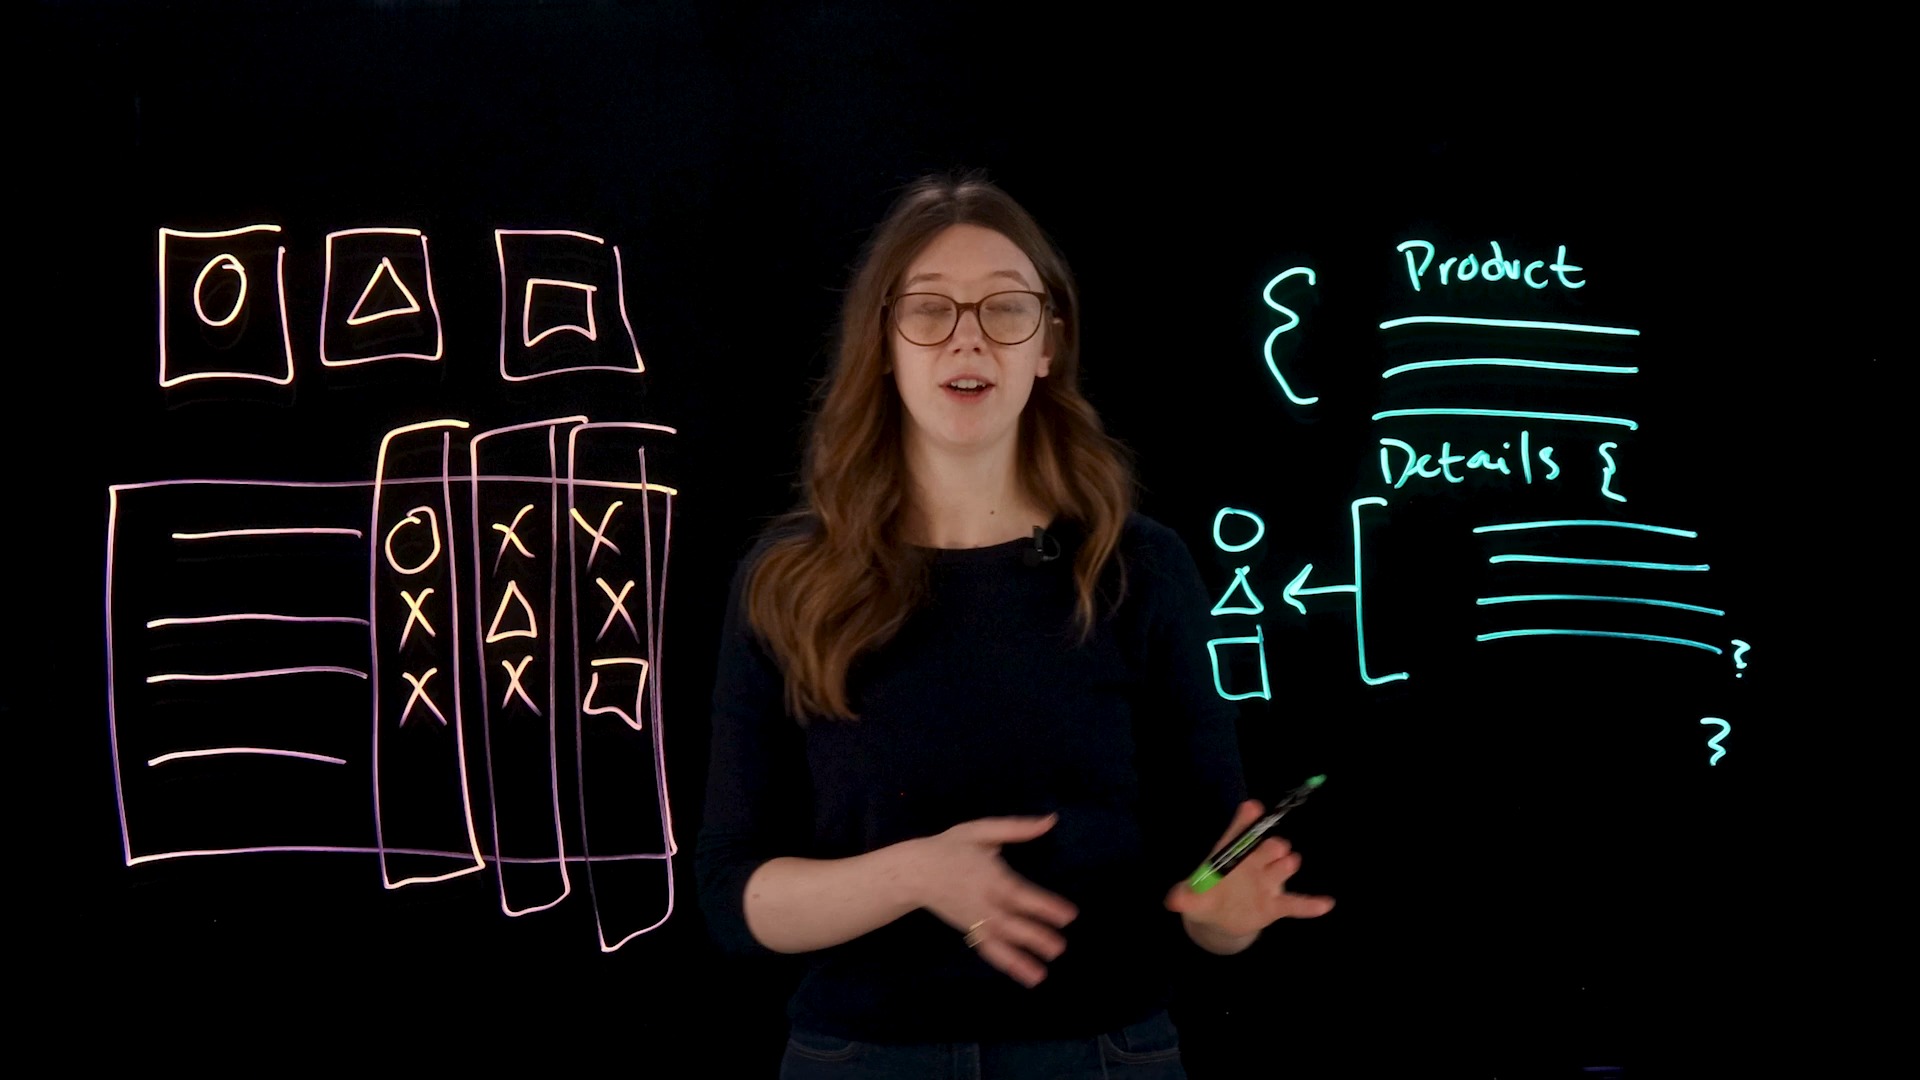 X X
X X
X X
{ Product
Details {
}
}